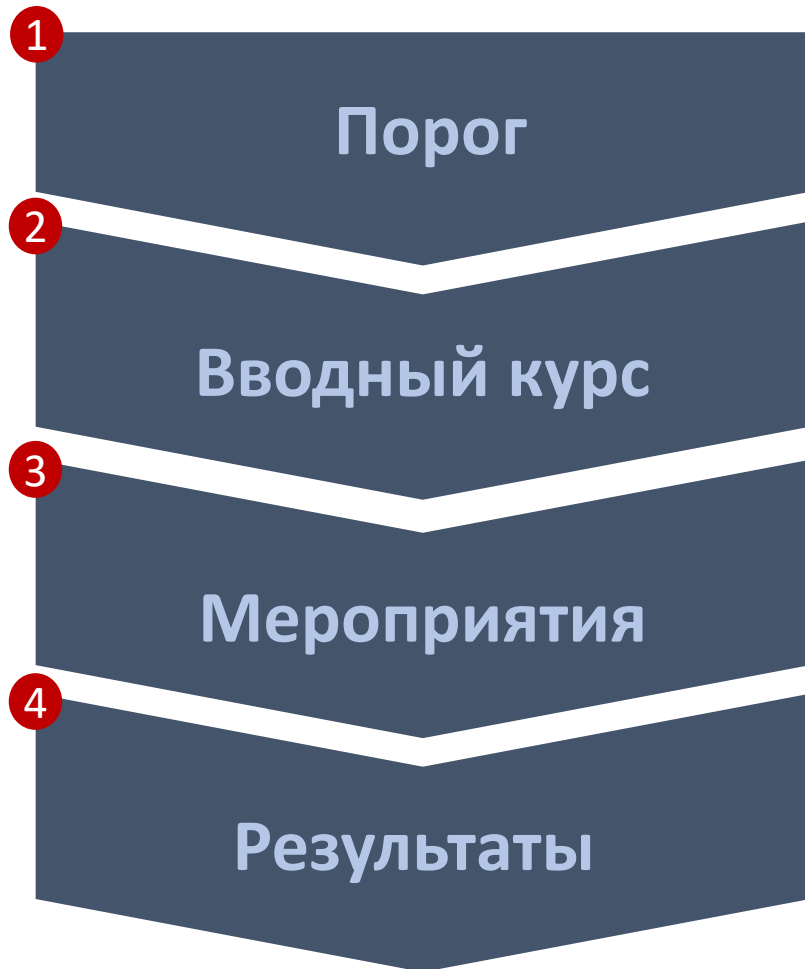 1
Порог
2
Вводный курс
3
Мероприятия
4
Результаты